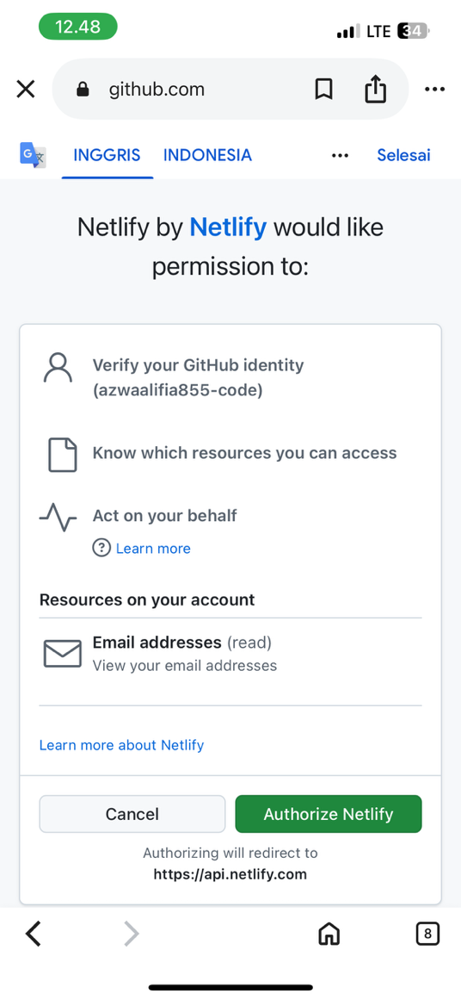 12.48
LTE 34
github.com
INGGRIS INDONESIA Selesai
Netlify by Netlify would like
permission to:
Verify your GitHub identity
(azwaalifia855-code)
Know which resources you can access
Act on your behalf
Learn more
Resources on your account
Email addresses (read)
View your email addresses
Learn more about Netlify
Cancel Authorize Netlify
Authorizing will redirect to
https://api.netlify.com
8